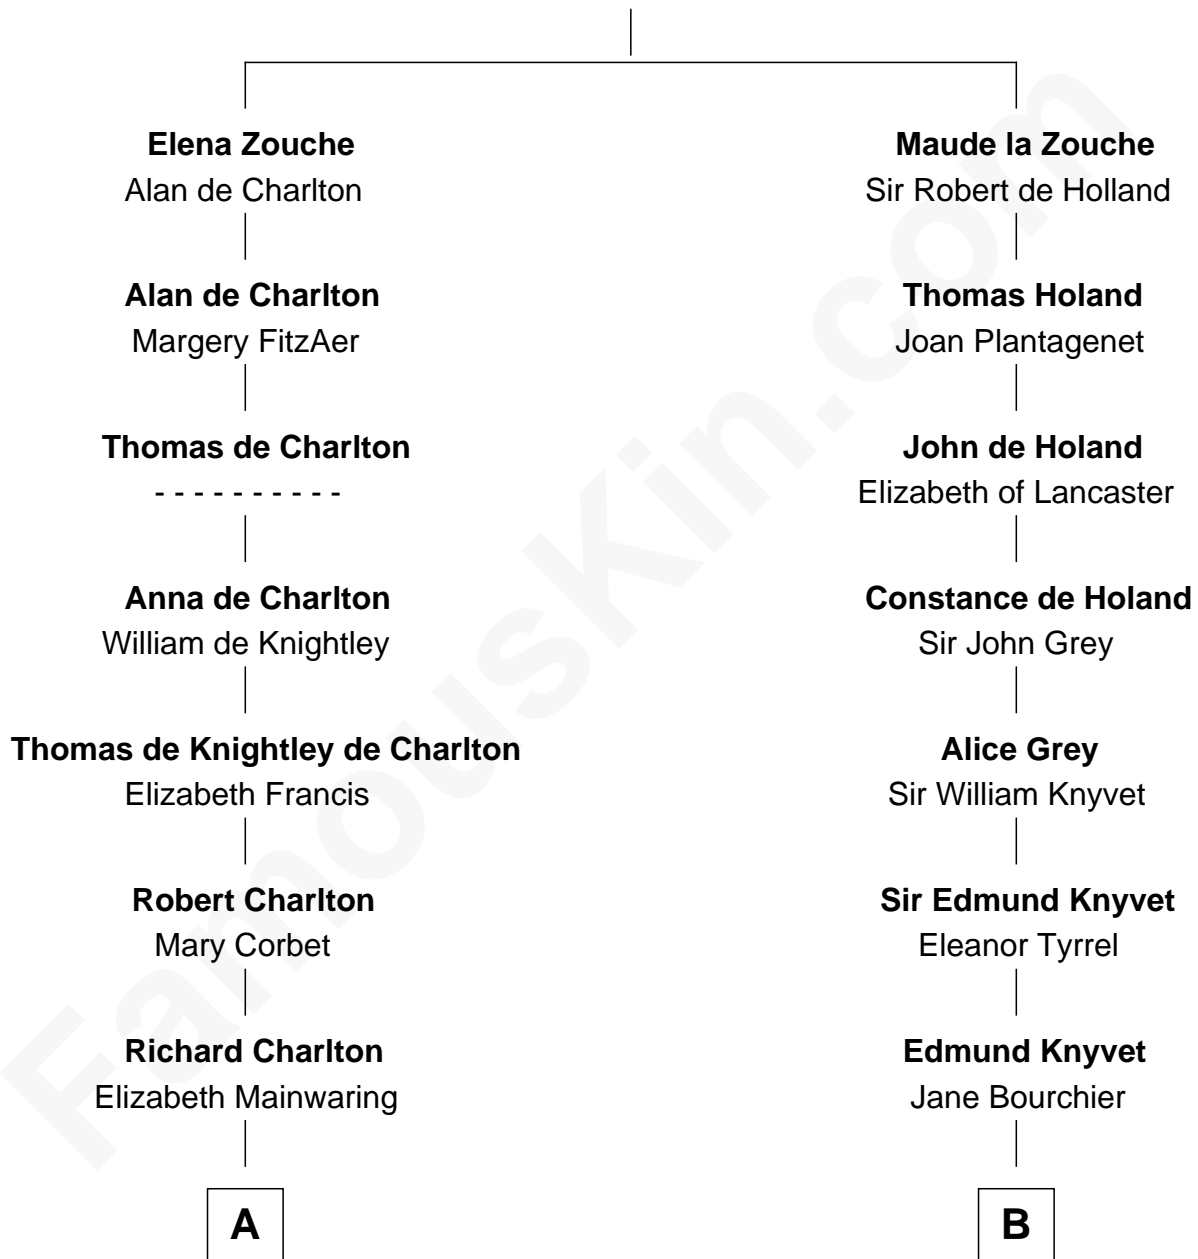 Elena Zouche
Alan de Charlton
Maude la Zouche
Sir Robert de Holland
Alan de Charlton
Margery FitzAer
Thomas Holand
Joan Plantagenet
Thomas de Charlton
- - - - - - - - - -
John de Holand
Elizabeth of Lancaster
Anna de Charlton
William de Knightley
Constance de Holand
Sir John Grey
Thomas de Knightley de Charlton
Elizabeth Francis
Alice Grey
Sir William Knyvet
Robert Charlton
Mary Corbet
Sir Edmund Knyvet
Eleanor Tyrrel
Richard Charlton
Elizabeth Mainwaring
Edmund Knyvet
Jane Bourchier
A
B
FamousKin.com